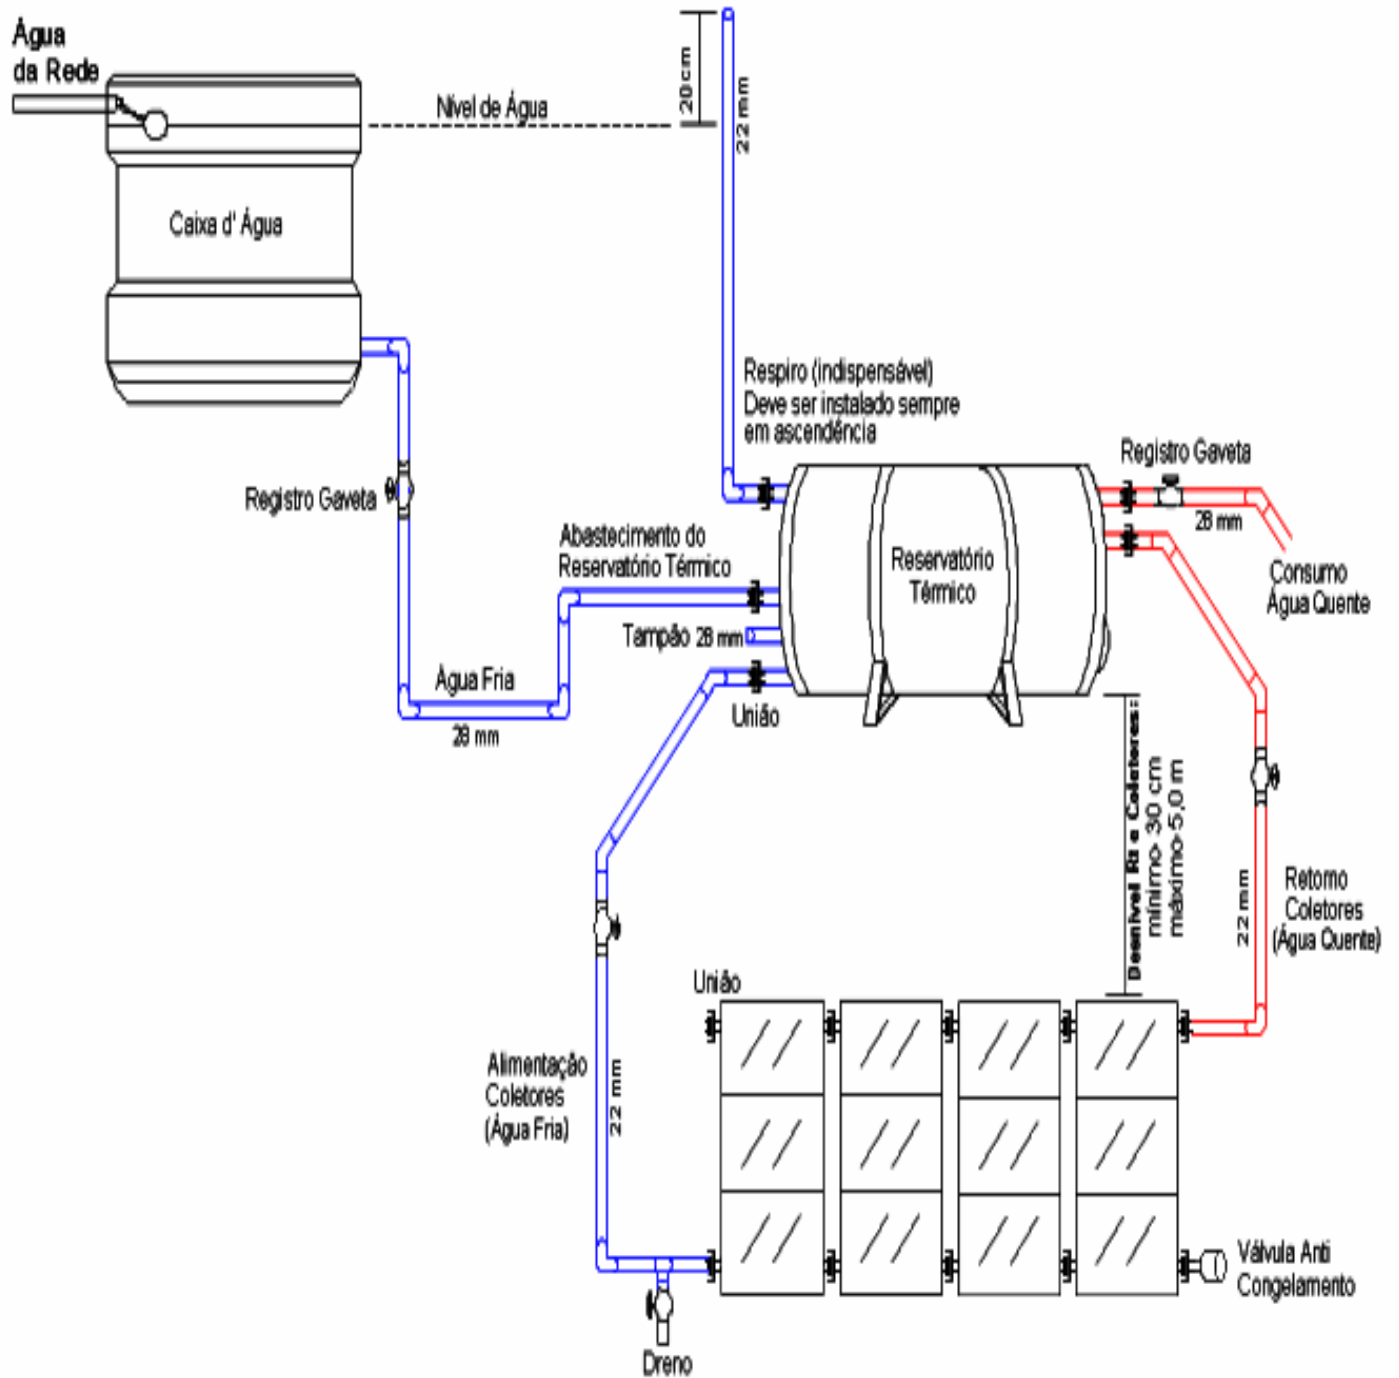 Água
da Rede
Nível de Água
20cm
22 mm
Caixa d' Água
Respiro (indispensável)
Deve ser instalado sempre
em ascendência
Registro Gaveta
Registro Gaveta
28 mm
Abastecimento do
Reservatório Térmico
Reservatório
Térmico
Consumo
Água Quente
Tampão 28 mm
Água Fria
28 mm
União
Desnível Rt e Coletores:
mínimo- 30 cm
máximo-5,0 m
22 mm
Retorno
Coletores
(Água Quente)
União
Alimentação
Coletores
(Água Fria)
22 mm
Válvula Anti
Congelamento
Dreno